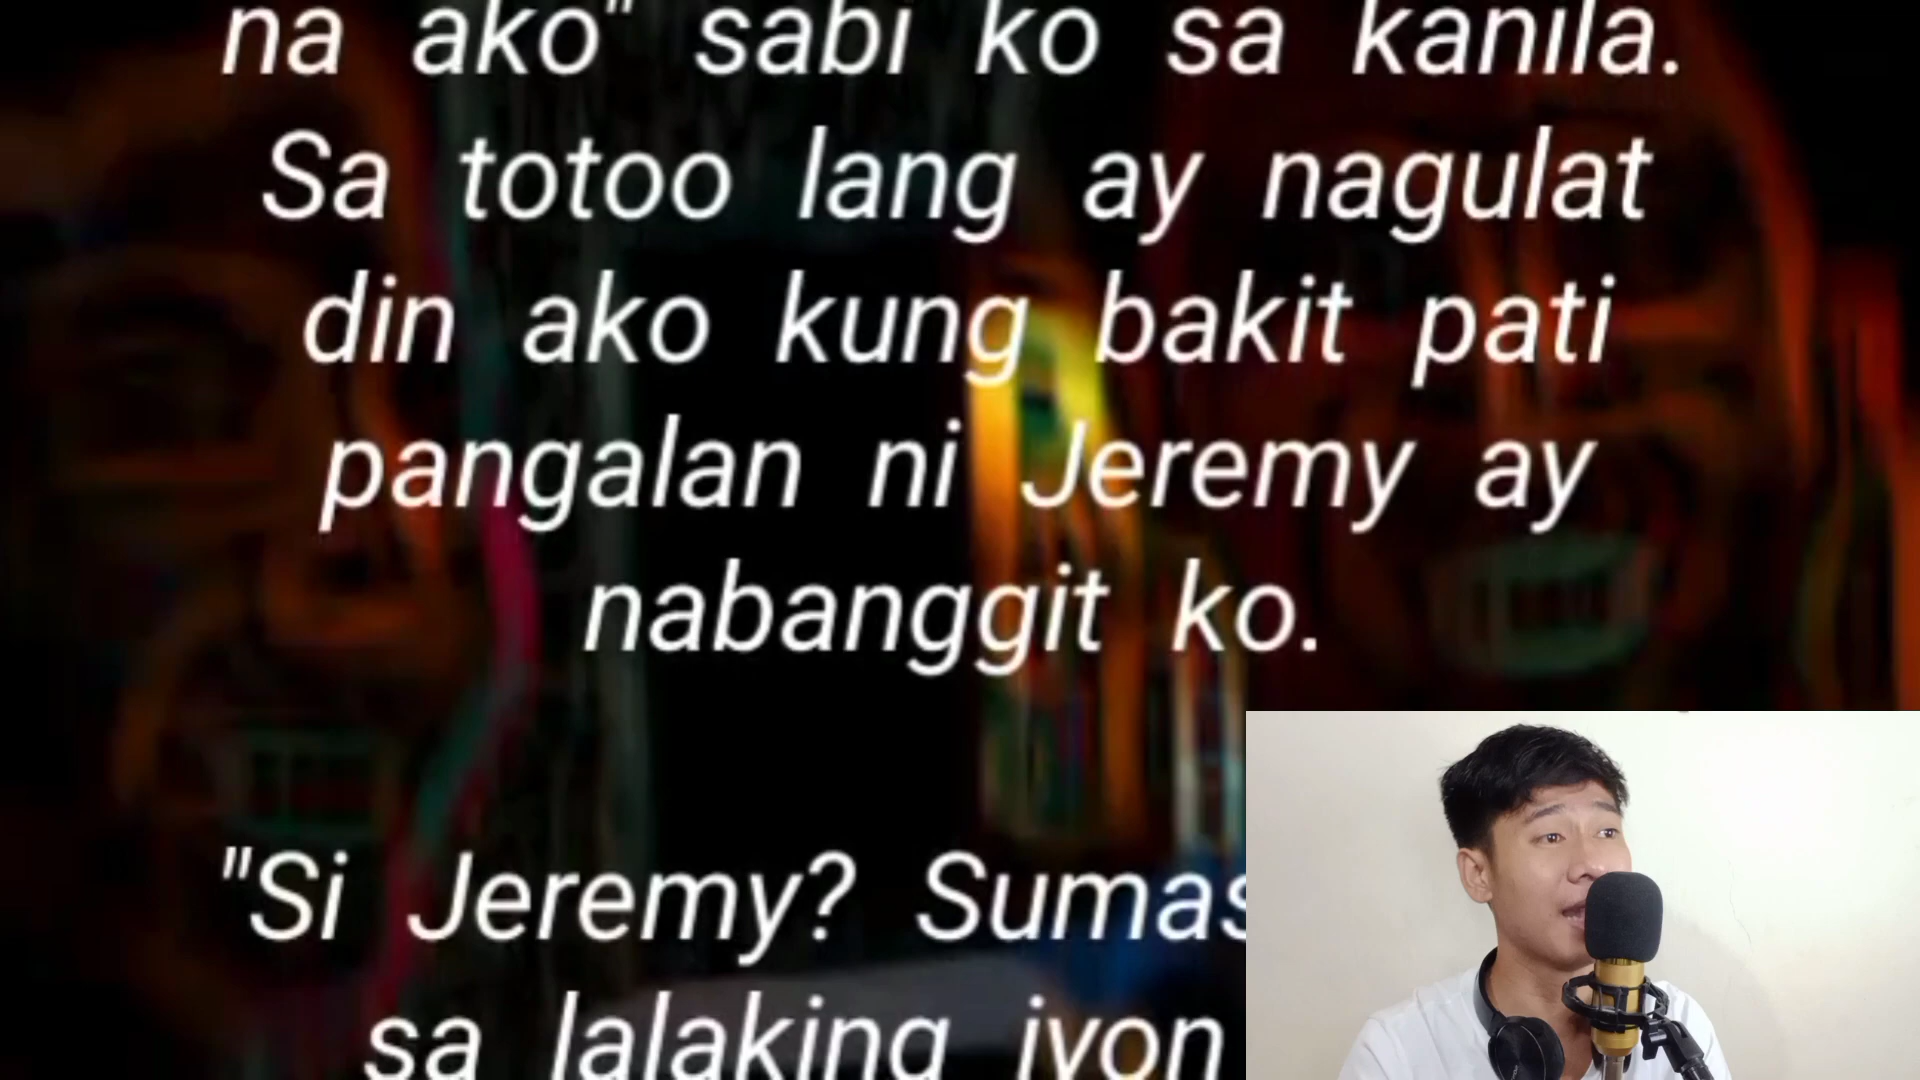 na ako" sabi ko sa kanila.
Sa totoo lang ay nagulat
din ako kung bakit pati
pangalan ni Jeremy ay
nabanggit ko.
"Si Jeremy?
sa lalaking iyon